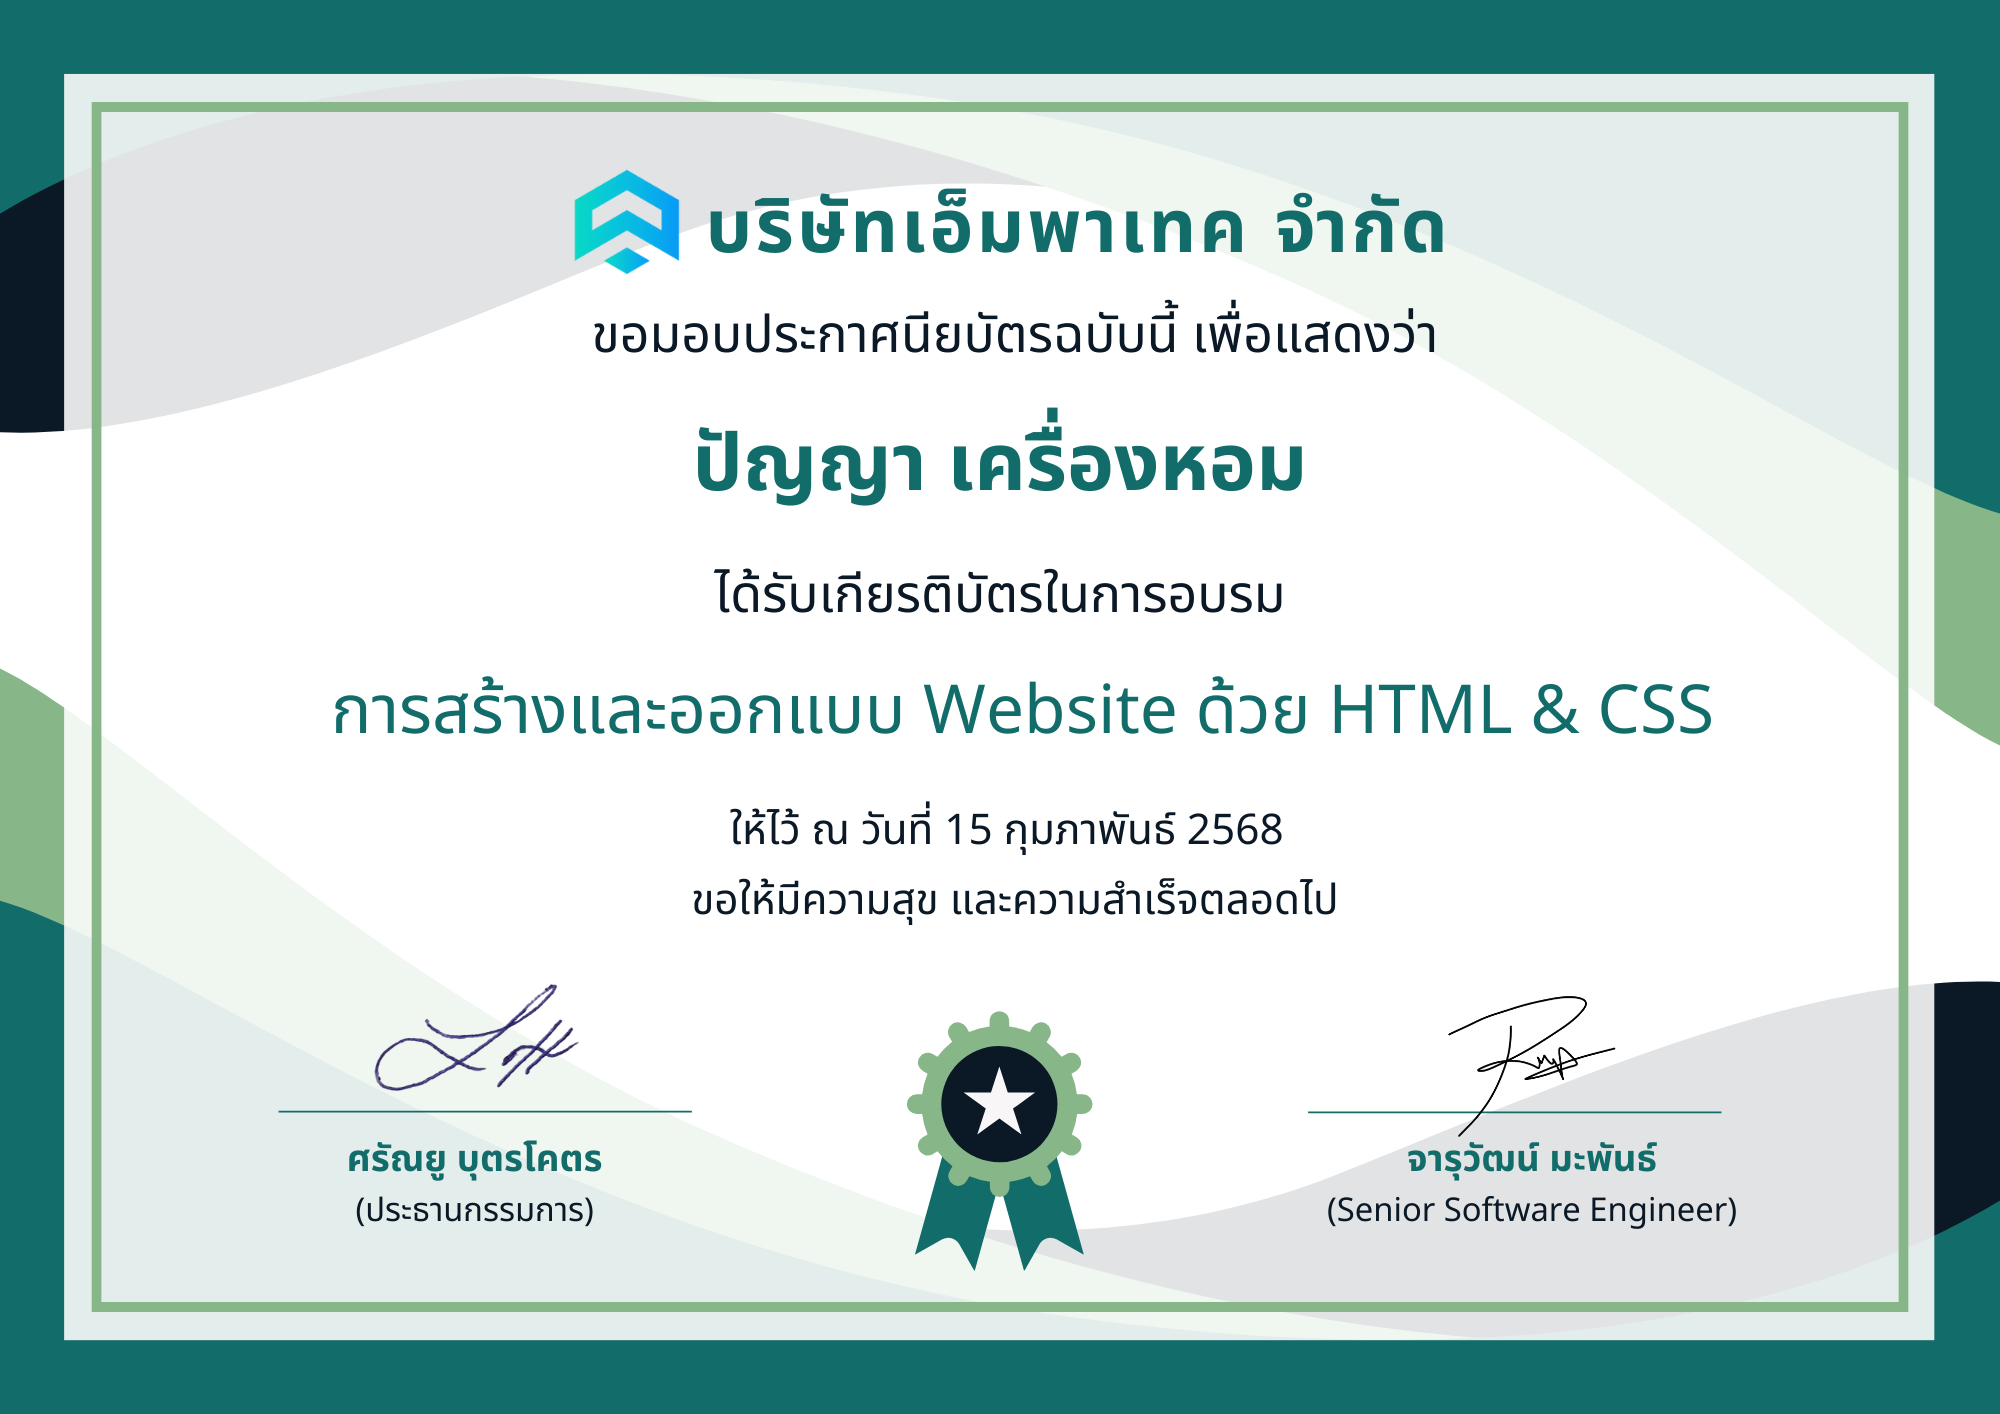 บริษัทเอ็มพาเทค จำกัด
ขอมอบประกาศนียบัตรฉบับนี้ เพื่อแสดงว่า
ปัญญา เครื่องหอม
ได้รับเกียรติบัตรในการอบรม
การสร้างและออกแบบ Website ด้วย HTML & CSS
ให้ไว้ ณ วันที่ 15 กุมภาพันธ์ 2568
ขอให้มีความสุข และความสำเร็จตลอดไป
ศรัณยู บุตรโคตร
(ประธานกรรมการ)
จารุวัฒน์ มะพันธ์
(Senior Software Engineer)